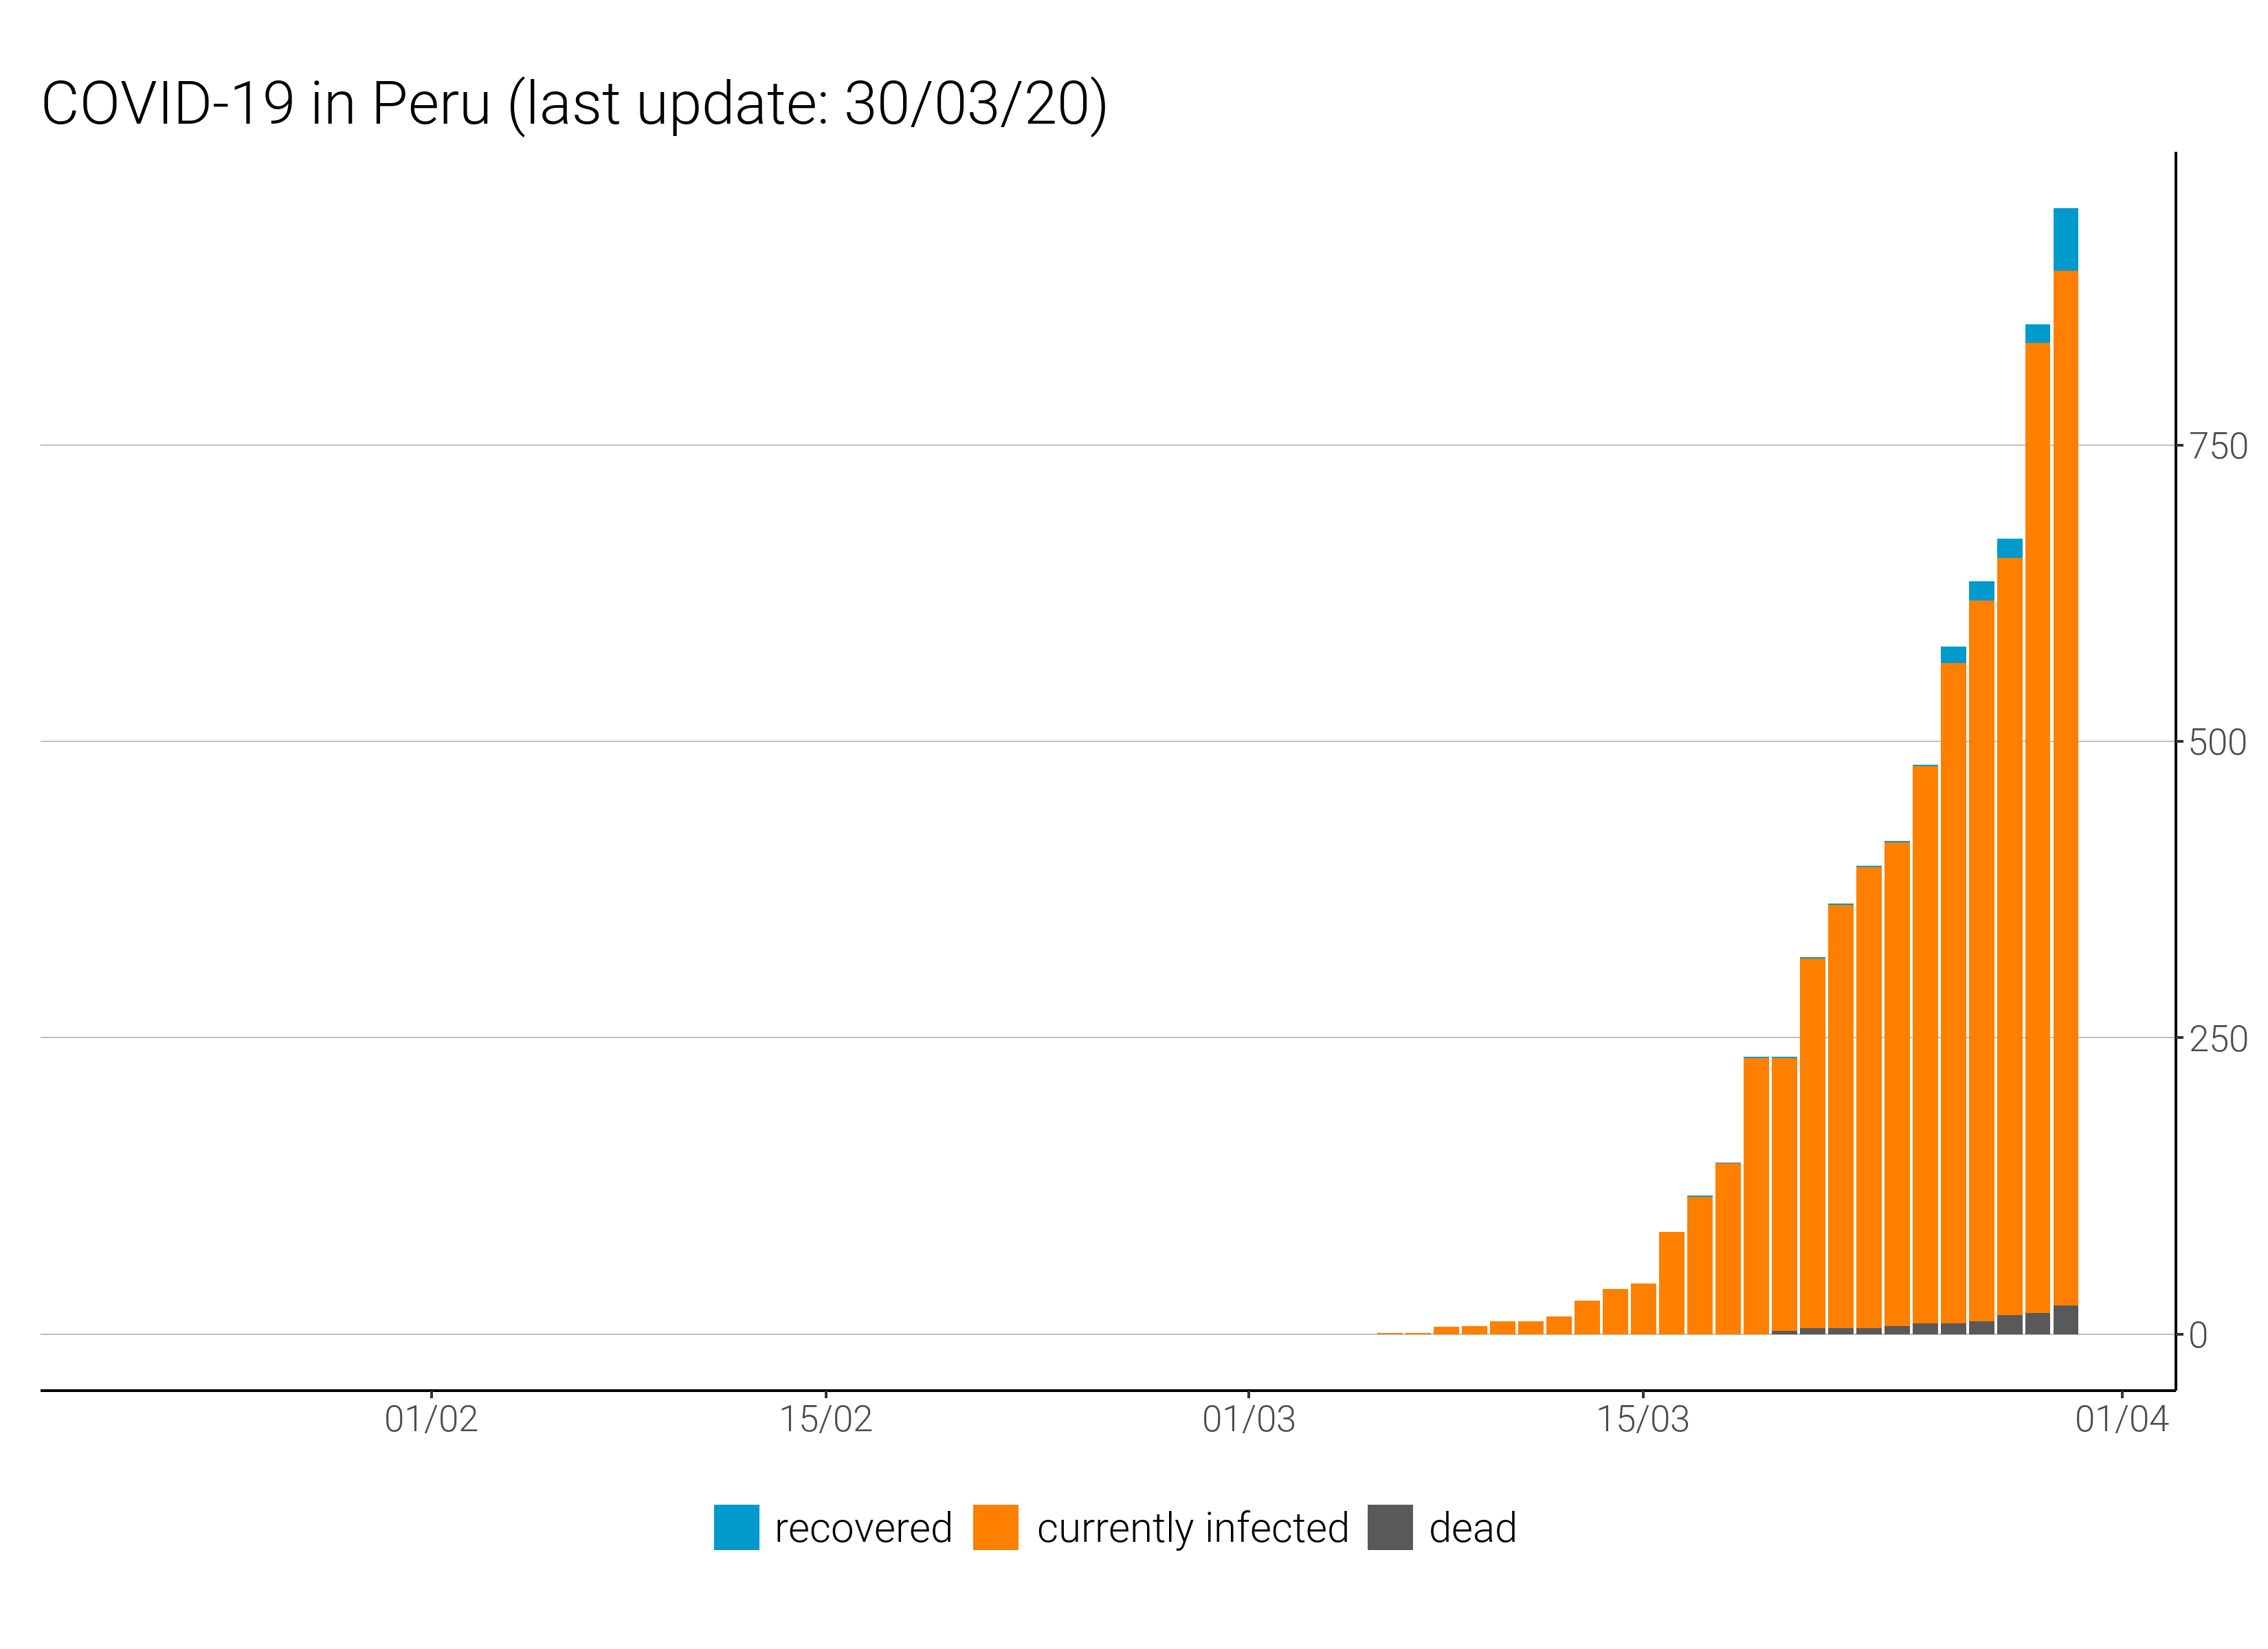 COVID-19 in Peru (last update: 30/03/20)
750
500
250
0
01/02 15/02 01/03 15/03 01/04
recovered currently infected dead